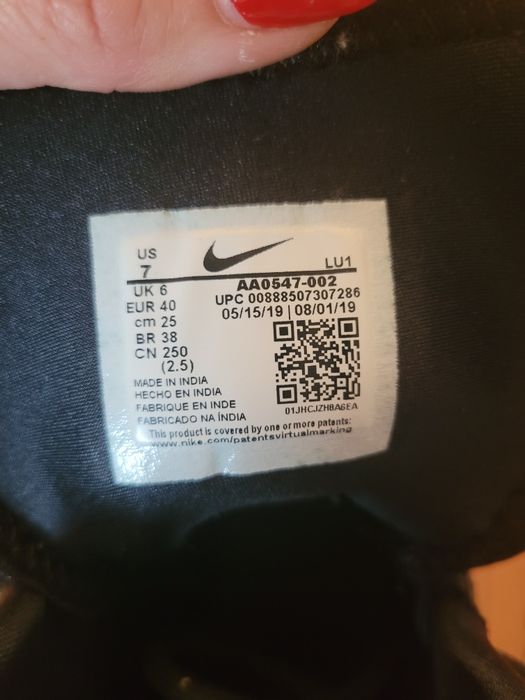 US
7
LU1
UK 6
EUR 40
cm 25
BR 38
CN 250
(2.5)
AA0547-002
UPC 00888507307286
05/15/19 | 08/01/19
01JHCJZH8A6EA
MADE IN INDIA
HECHO EN INDIA
FABRIQUE EN INDE
FABRICADO NA ÍNDIA
This product is covered by one or more patents:
www.nike.com/patentsvirtualmarking